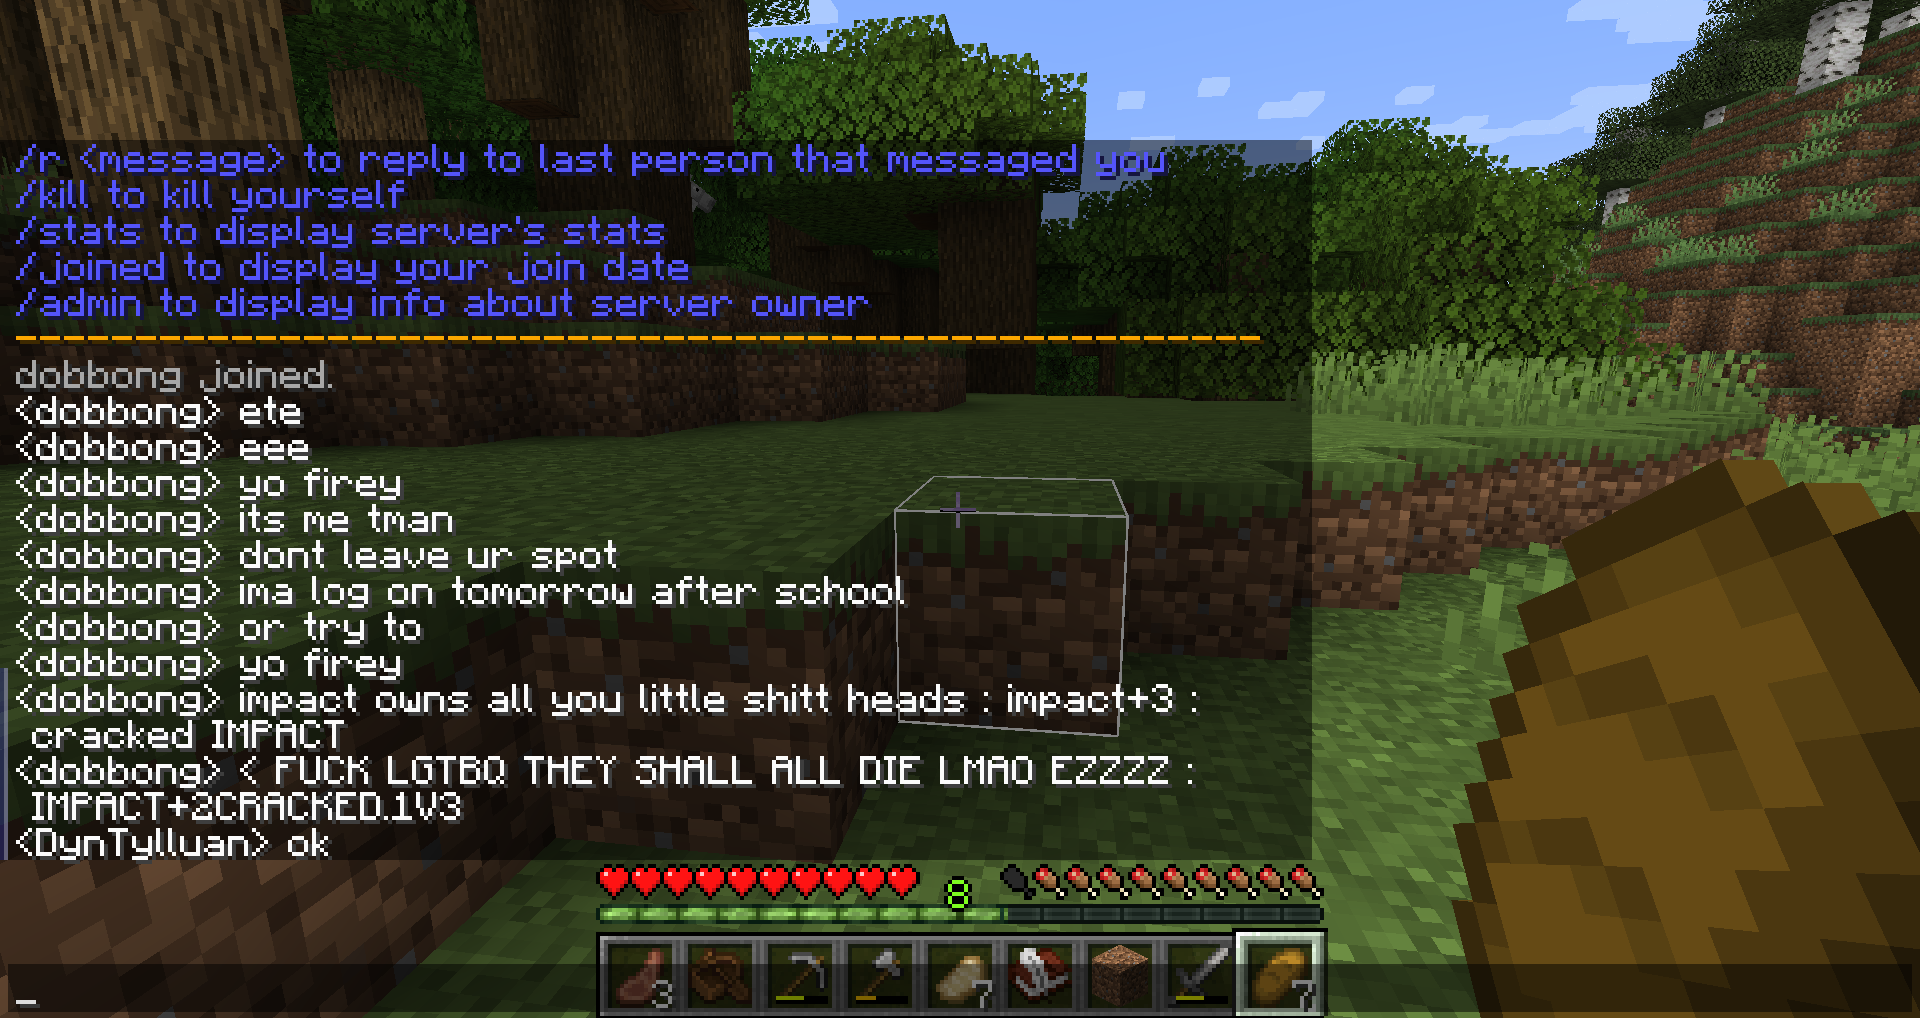 /r <message> to reply to last person that messaged you
/kill to kill yourself
/stats to display server's stats
/joined to display your join date
/admin to display info about server owner
dobbong joined.
<dobbong> ete
<dobbong> eee
<dobbong> yo firey
<dobbong> its me tman
<dobbong> dont leave ur spot
<dobbong> ima log on tomorrow after school
<dobbong> or try to
<dobbong> yo firey
<dobbong> impact owns all you little shitt heads : impact+3 :
cracked IMPACT
<dobbong> < FUCK LGTBQ THEY SHALL ALL DIE LMAO EZZZZ :
IMPACT+2CRACKED.1V3
<DynTylluan> ok
8
3
7
7